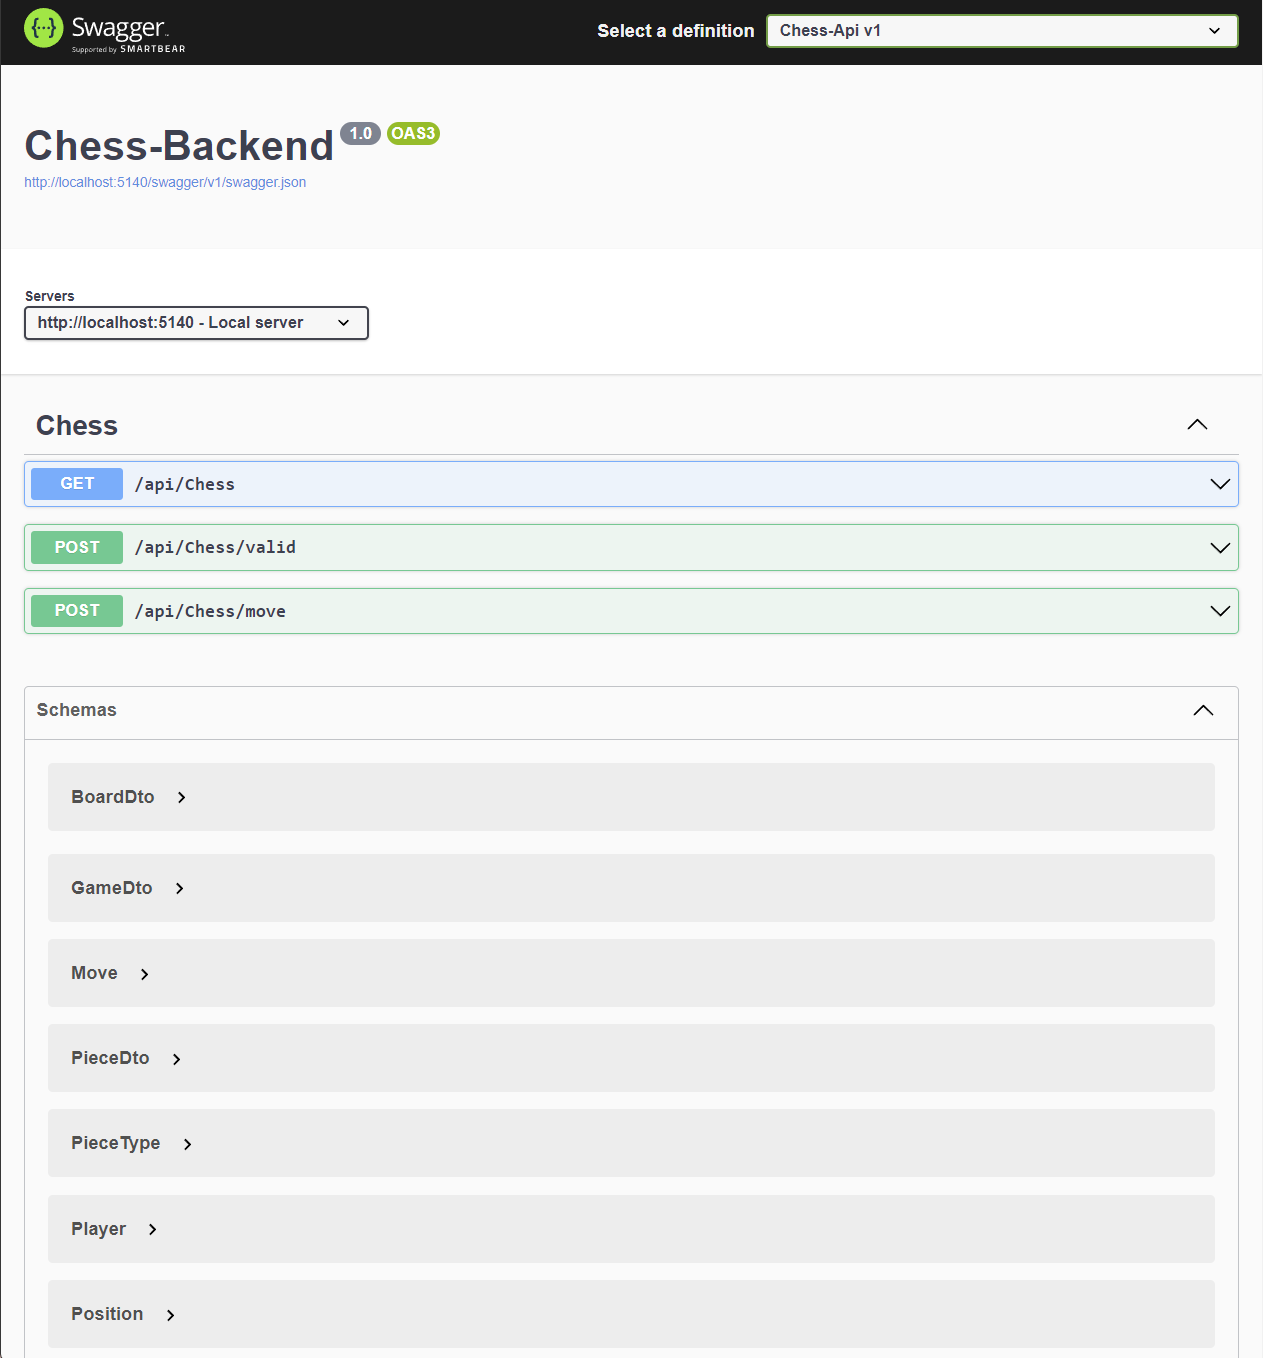 Swagger
Supported by SMARTBEAR
Select a definition
Chess-Api v1
Chess-Backend 1.0 OAS3
http://localhost:5140/swagger/v1/swagger.json
Servers
http://localhost:5140 - Local server
Chess
GET /api/Chess
POST /api/Chess/valid
POST /api/Chess/move
Schemas
BoardDto
GameDto
Move
PieceDto
PieceType
Player
Position